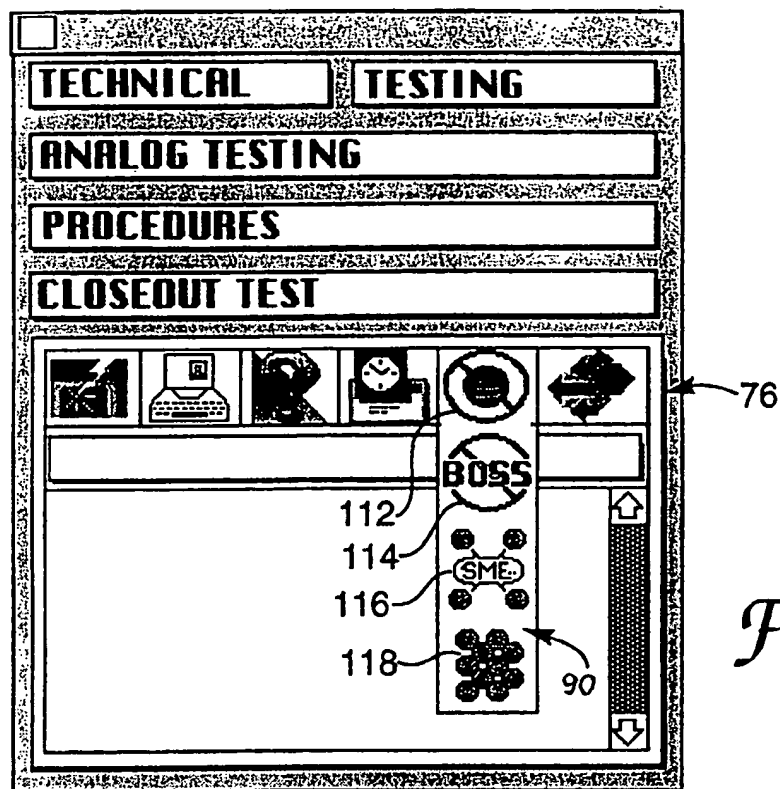 TECHNICAL TESTING
ANALOG TESTING
PROCEDURES
CLOSEOUT TEST
76
112
BOSS
114
SME..
116
118
90
F